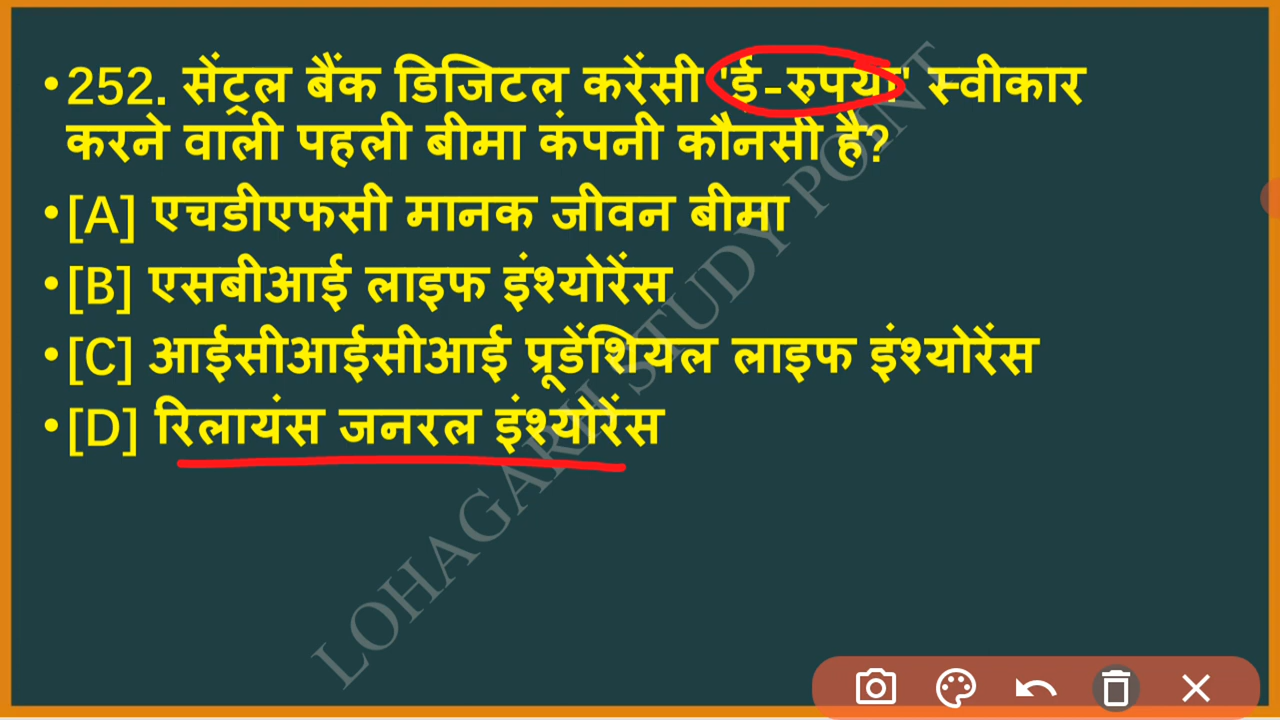 •252. सेंट्रल बैंक डिजिटल करेंसी 'ई-रुपया' स्वीकार
करने वाली पहली बीमा कंपनी कौनसी है?
•[A] एचडीएफसी मानक जीवन बीमा
•[B] एसबीआई लाइफ इंश्योरेंस
•[C] आईसीआईसीआई प्रूडेंशियल लाइफ इंश्योरेंस
•[D] रिलायंस जनरल इंश्योरेंस
LOHAGARH STUDY POINT